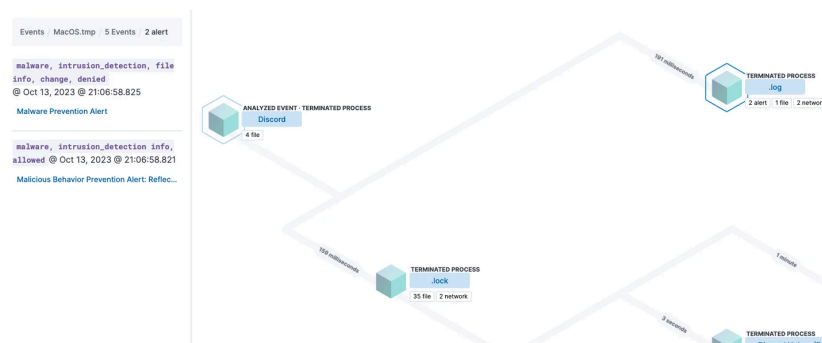 Events / MacOS.tmp / 5 Events / 2 alert
malware, intrusion_detection, file
info, change, denied
@ Oct 13, 2023 @ 21:06:58.825
Malware Prevention Alert
malware, intrusion_detection info,
allowed @ Oct 13, 2023 @ 21:06:58.821
Malicious Behavior Prevention Alert: Reflec...
ANALYZED EVENT · TERMINATED PROCESS
Discord
4 file
191 milliseconds
TERMINATED PROCESS
.log
2 alert 1 file 2 networ
159 milliseconds
TERMINATED PROCESS
.lock
35 file 2 network
1 minute
3 seconds
TERMINATED PROCESS